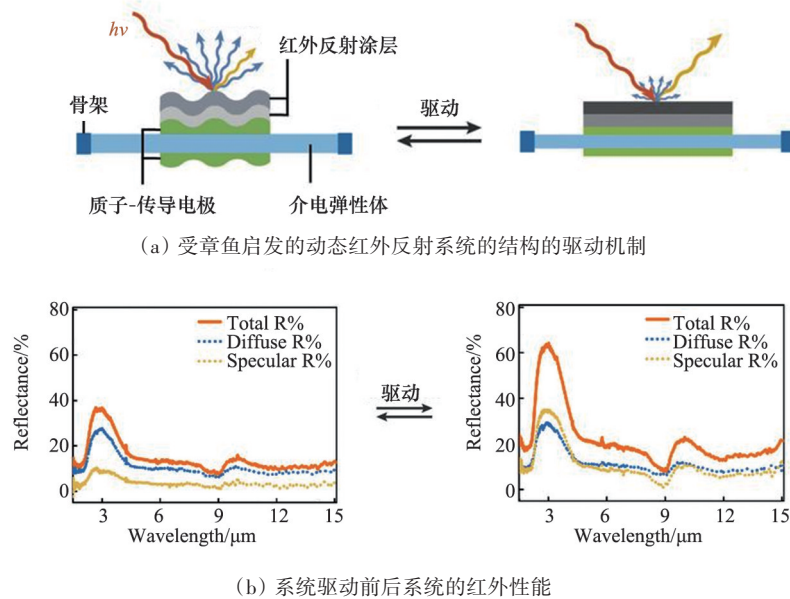 hν
红外反射涂层
骨架
驱动
质子-传导电极
介电弹性体
（a）受章鱼启发的动态红外反射系统的结构的驱动机制
80
60
40
20
0
Reflectance/%
Total R%
Diffuse R%
Specular R%
3
6
9
12
15
Wavelength/μm
驱动
80
60
40
20
0
Reflectance/%
Total R%
Diffuse R%
Specular R%
3
6
9
12
15
Wavelength/μm
（b）系统驱动前后系统的红外性能